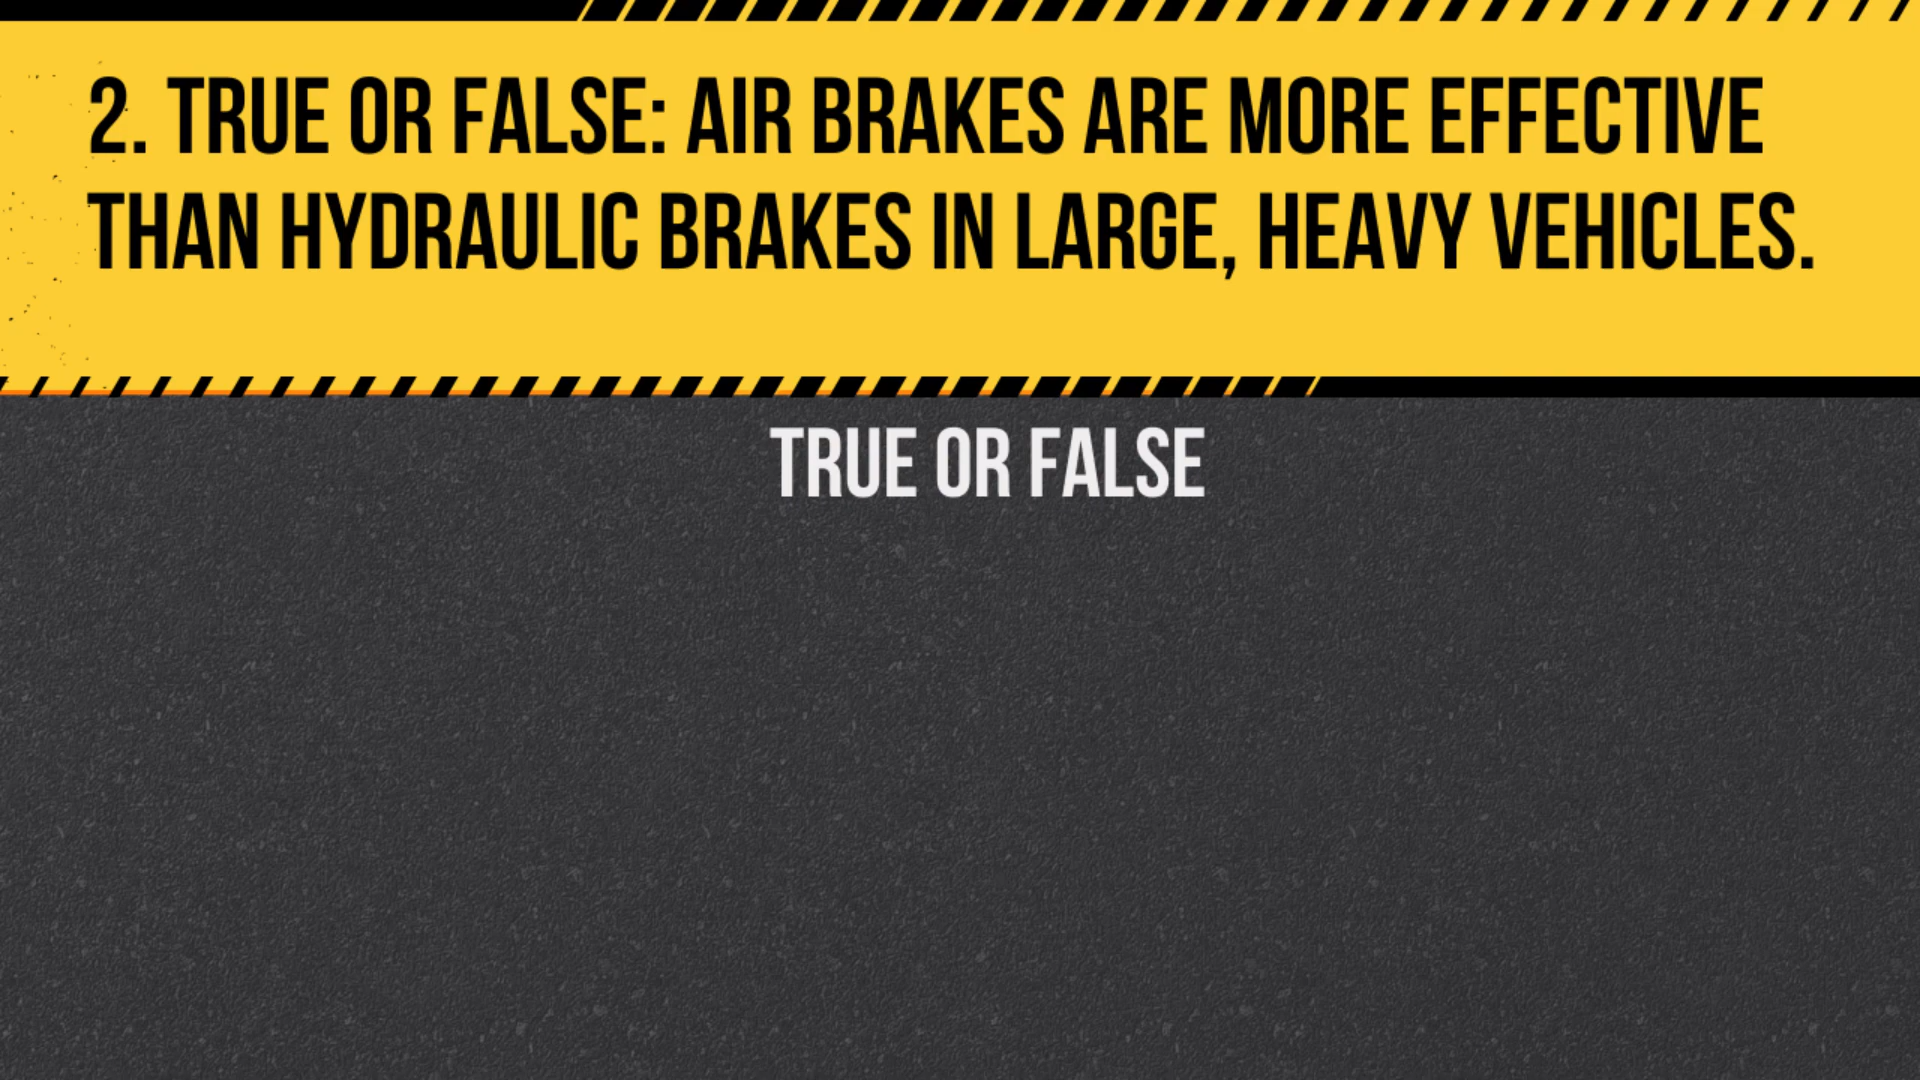 2. TRUE OR FALSE: AIR BRAKES ARE MORE EFFECTIVE
THAN HYDRAULIC BRAKES IN LARGE, HEAVY VEHICLES.
TRUE OR FALSE